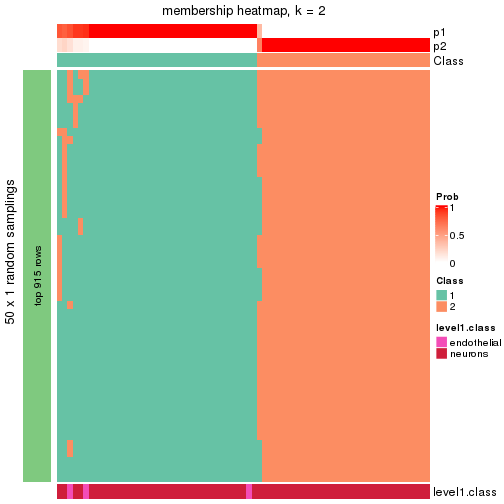 membership heatmap, k = 2
p1
p2
Class
50 x 1 random samplings
top 915 rows
Prob
1
0.5
0
Class
1
2
level1.class
endothelial
neurons
level1.class